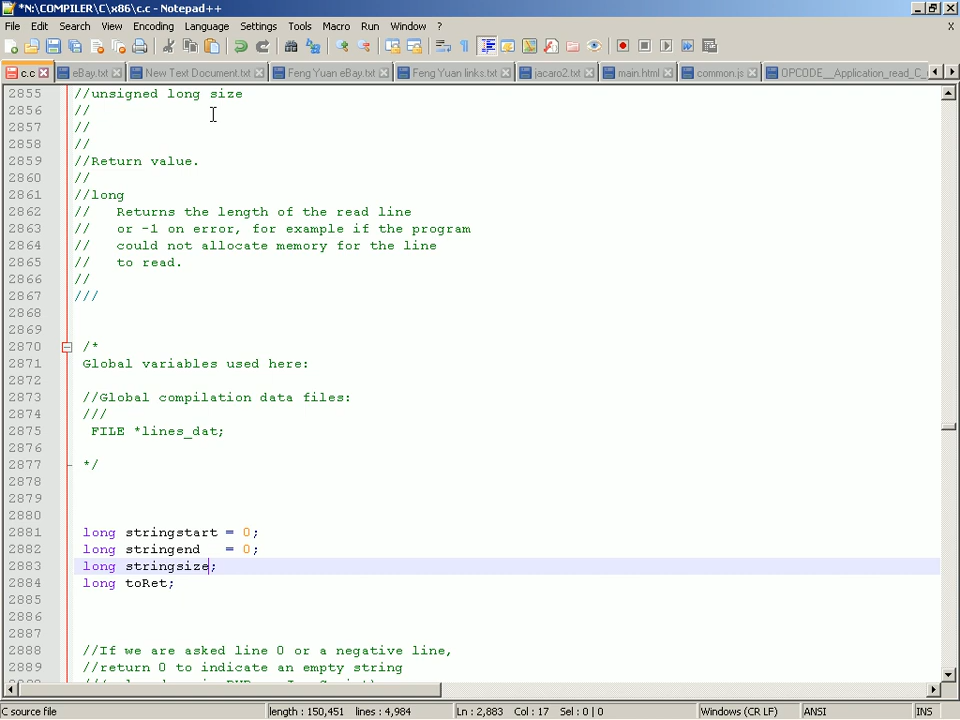 *N:\COMPILER\C\x86\c.c - Notepad++
File Edit Search View Encoding Language Settings Tools Macro Run Window ? X
c.c eBay.txt New Text Document.txt Feng Yuan eBay.txt Feng Yuan links.txt jacaro2.txt main.html common.js OPCODE__Application_read_C_
2855 //unsigned long size
2856 //
2857 //
2858 //
2859 //Return value.
2860 //
2861 //long
2862 // Returns the length of the read line
2863 // or -1 on error, for example if the program
2864 // could not allocate memory for the line
2865 // to read.
2866 //
2867 ///
2868
2869
2870 /*
2871 Global variables used here:
2872
2873 //Global compilation data files:
2874 ///
2875 FILE *lines_dat;
2876
2877 */
2878
2879
2880
2881 long stringstart = 0;
2882 long stringend = 0;
2883 long stringsize;
2884 long toRet;
2885
2886
2887
2888 //If we are asked line 0 or a negative line,
2889 //return 0 to indicate an empty string
C source file length : 150,451 lines : 4,984 Ln : 2,883 Col : 17 Sel : 0 | 0 Windows (CR LF) ANSI INS